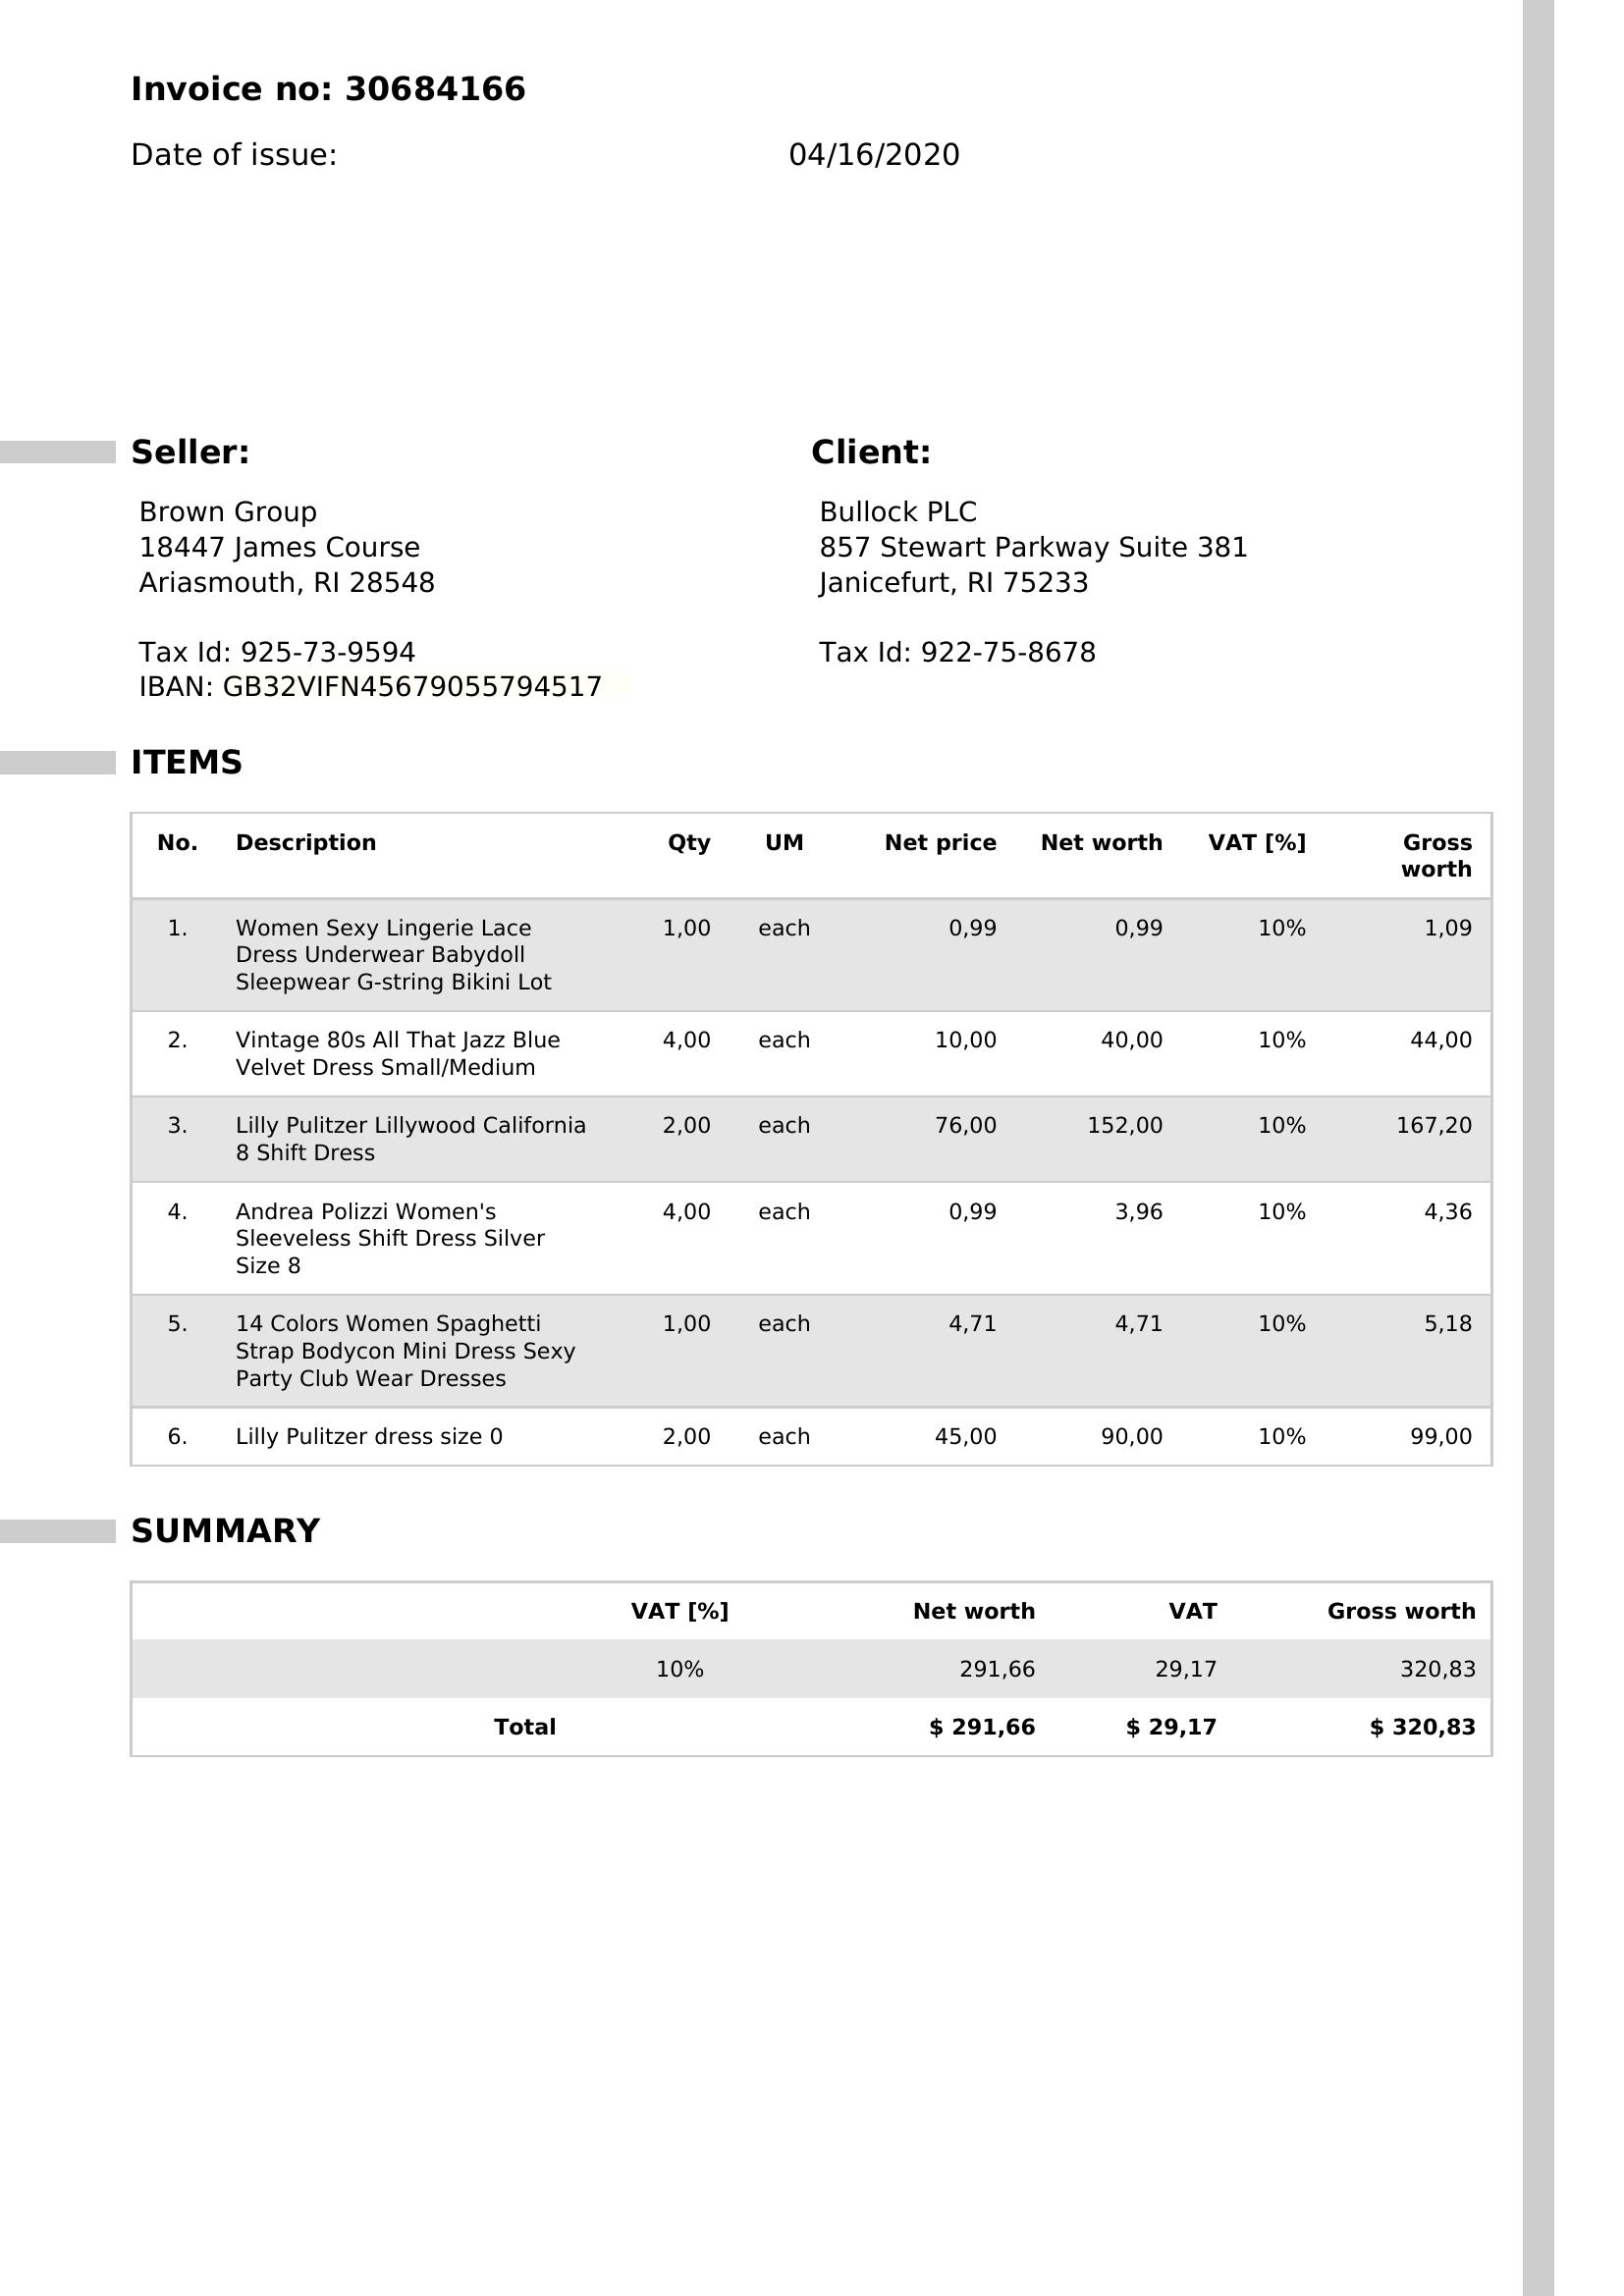 Invoice no: 30684166
Date of issue: 04/16/2020
Seller:
Brown Group
18447 James Course
Ariasmouth, RI 28548
Tax Id: 925-73-9594
IBAN: GB32VIFN45679055794517
Client:
Bullock PLC
857 Stewart Parkway Suite 381
Janicefurt, RI 75233
Tax Id: 922-75-8678
ITEMS
No. Description Qty UM Net price Net worth VAT [%] Gross
worth
1. Women Sexy Lingerie Lace 1,00 each 0,99 0,99 10% 1,09
Dress Underwear Babydoll
Sleepwear G-string Bikini Lot
2. Vintage 80s All That Jazz Blue 4,00 each 10,00 40,00 10% 44,00
Velvet Dress Small/Medium
3. Lilly Pulitzer Lillywood California 2,00 each 76,00 152,00 10% 167,20
8 Shift Dress
4. Andrea Polizzi Women's 4,00 each 0,99 3,96 10% 4,36
Sleeveless Shift Dress Silver
Size 8
5. 14 Colors Women Spaghetti 1,00 each 4,71 4,71 10% 5,18
Strap Bodycon Mini Dress Sexy
Party Club Wear Dresses
6. Lilly Pulitzer dress size 0 2,00 each 45,00 90,00 10% 99,00
SUMMARY
VAT [%] Net worth VAT Gross worth
10% 291,66 29,17 320,83
Total $ 291,66 $ 29,17 $ 320,83